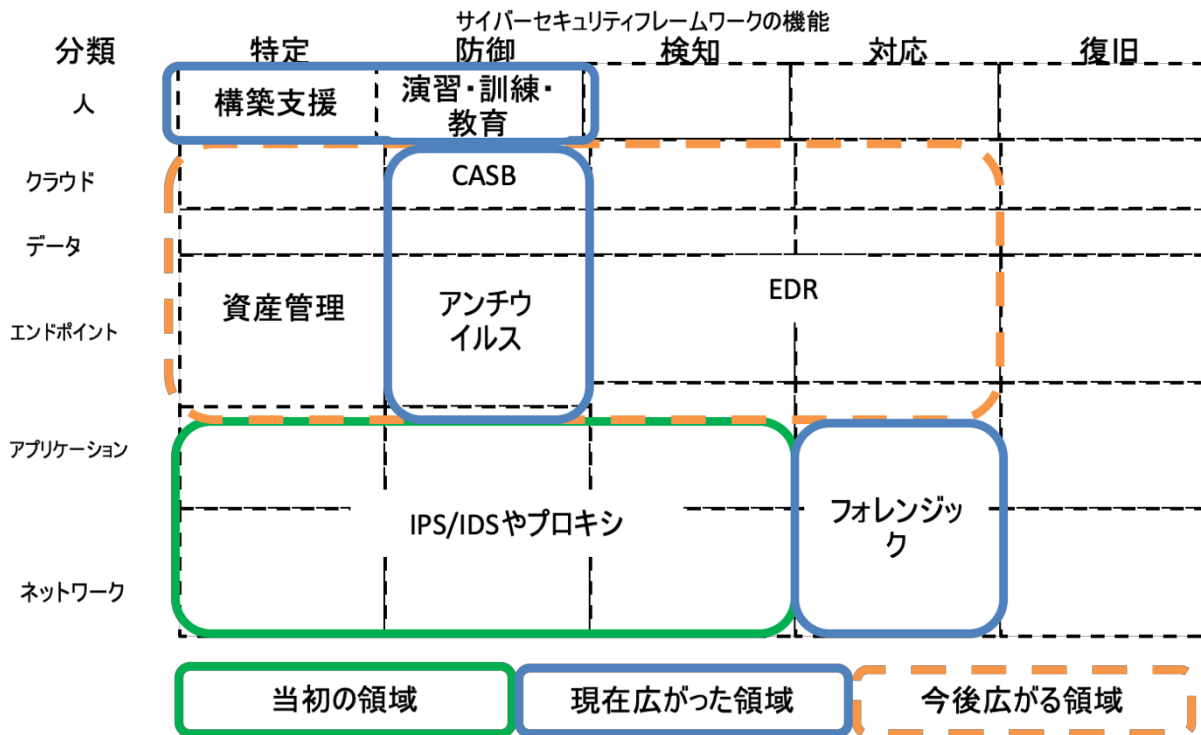 サイバーセキュリティフレームワークの機能
分類 特定 防御 検知 対応 復旧
人
構築支援
演習・訓練・
教育
クラウド
CASB
データ
エンドポイント
資産管理
アンチウ
イルス
EDR
アプリケーション
IPS/IDSやプロキシ
フォレンジッ
ク
ネットワーク
当初の領域
現在広がった領域
今後広がる領域